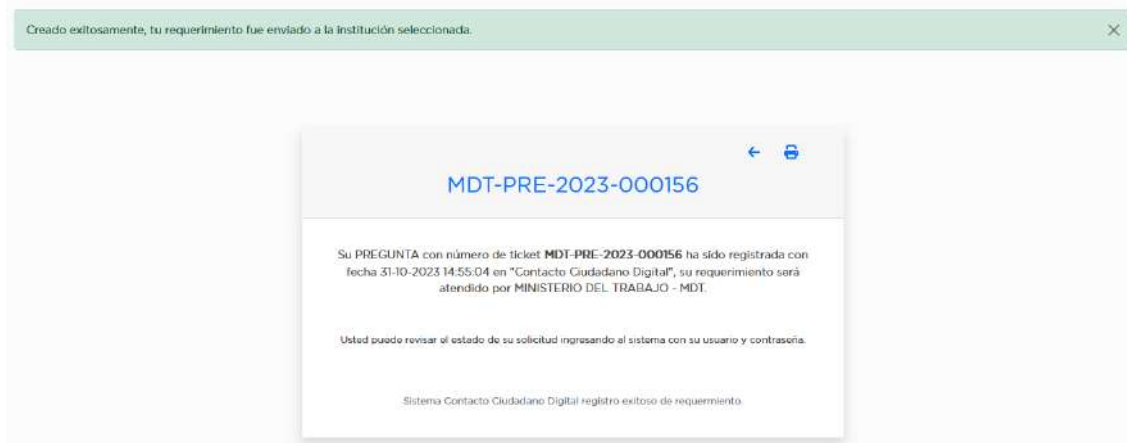 Creado exitosamente, tu requerimiento fue enviado a la institución seleccionada.
MDT-PRE-2023-000156
Su PREGUNTA con número de ticket MDT-PRE-2023-000156 ha sido registrada con
fecha 31-10-2023 14:55:04 en "Contacto Ciudadano Digital", su requerimiento será
atendido por MINISTERIO DEL TRABAJO - MDT.
Usted puede revisar el estado de su solicitud ingresando al sistema con su usuario y contraseña.
Sistema Contacto Ciudadano Digital registro exitoso de requermiento.